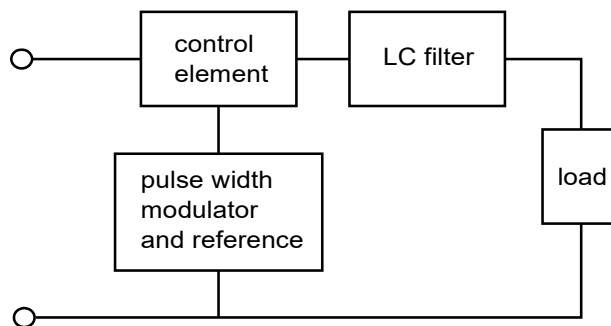 control
element
LC filter
pulse width
modulator
and reference
load